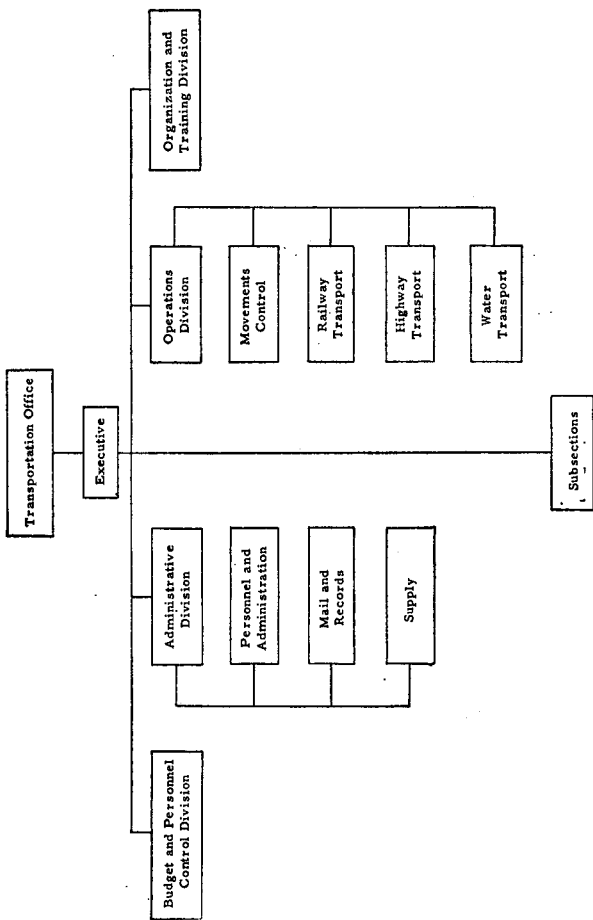 Transportation Office
Executive
Budget and Personnel
Control Division
Administrative
Division
Personnel and
Administration
Mail and
Records
Supply
Operations
Division
Movements
Control
Railway
Transport
Highway
Transport
Water
Transport
Organization and
Training Division
Subsections